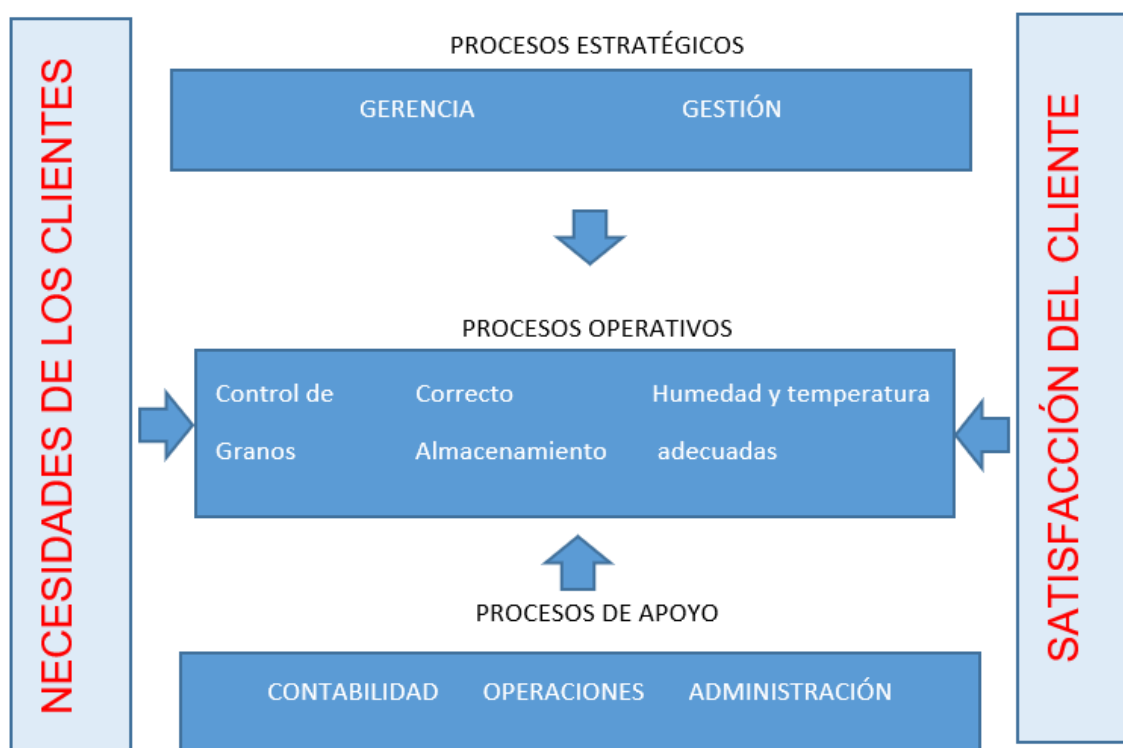 NECESIDADES DE LOS CLIENTES
PROCESOS ESTRATÉGICOS
GERENCIA GESTIÓN
PROCESOS OPERATIVOS
Control de Correcto Humedad y temperatura
Granos Almacenamiento adecuadas
PROCESOS DE APOYO
CONTABILIDAD OPERACIONES ADMINISTRACIÓN
SATISFACCIÓN DEL CLIENTE